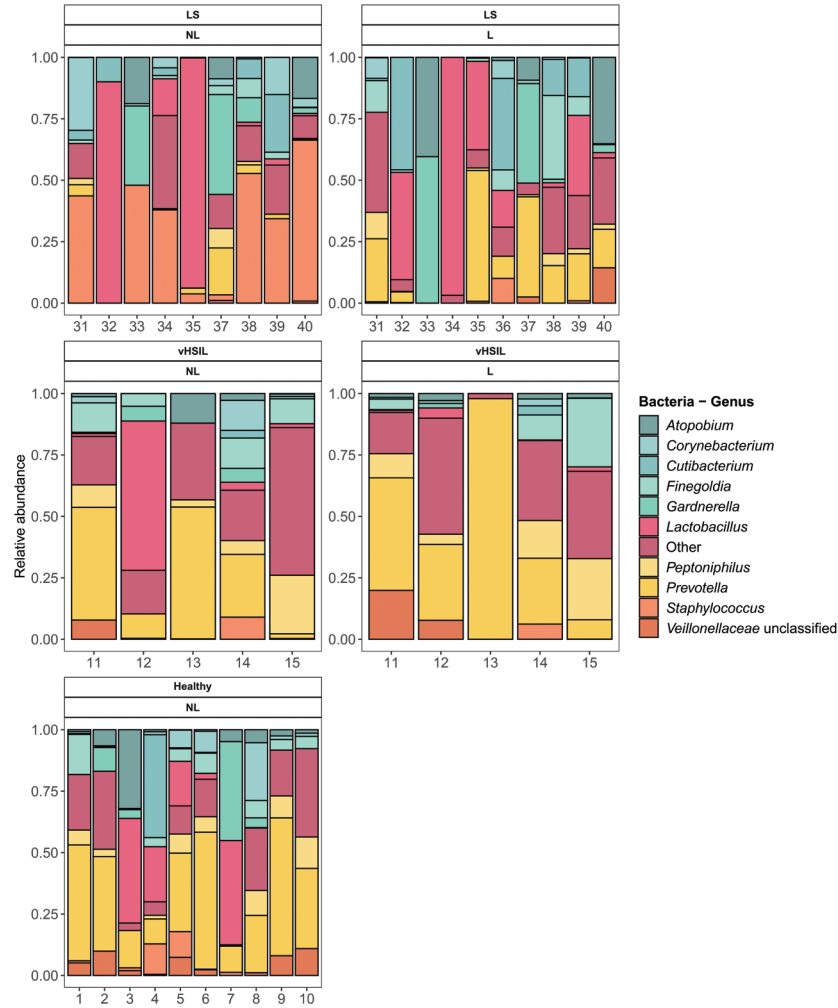 LS
NL
1.00
0.75
0.50
0.25
0.00
31 32 33 34 35 37 38 39 40
LS
L
1.00
0.75
0.50
0.25
0.00
31 32 33 34 35 36 37 38 39 40
Relative abundance
vHSIL
NL
1.00
0.75
0.50
0.25
0.00
11 12 13 14 15
vHSIL
L
1.00
0.75
0.50
0.25
0.00
11 12 13 14 15
Bacteria – Genus
Atopobium
Corynebacterium
Cutibacterium
Finegoldia
Gardnerella
Lactobacillus
Other
Peptoniphilus
Prevotella
Staphylococcus
Veillonellaceae unclassified
Healthy
NL
1.00
0.75
0.50
0.25
0.00
1 2 3 4 5 6 7 8 9 10